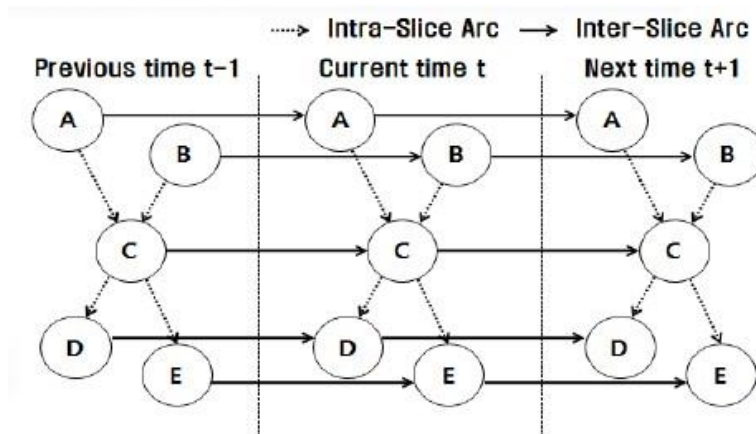 Intra-Slice Arc Inter-Slice Arc
Previous time t-1 Current time t Next time t+1
A A A
B B B
C C C
D D D
E E E